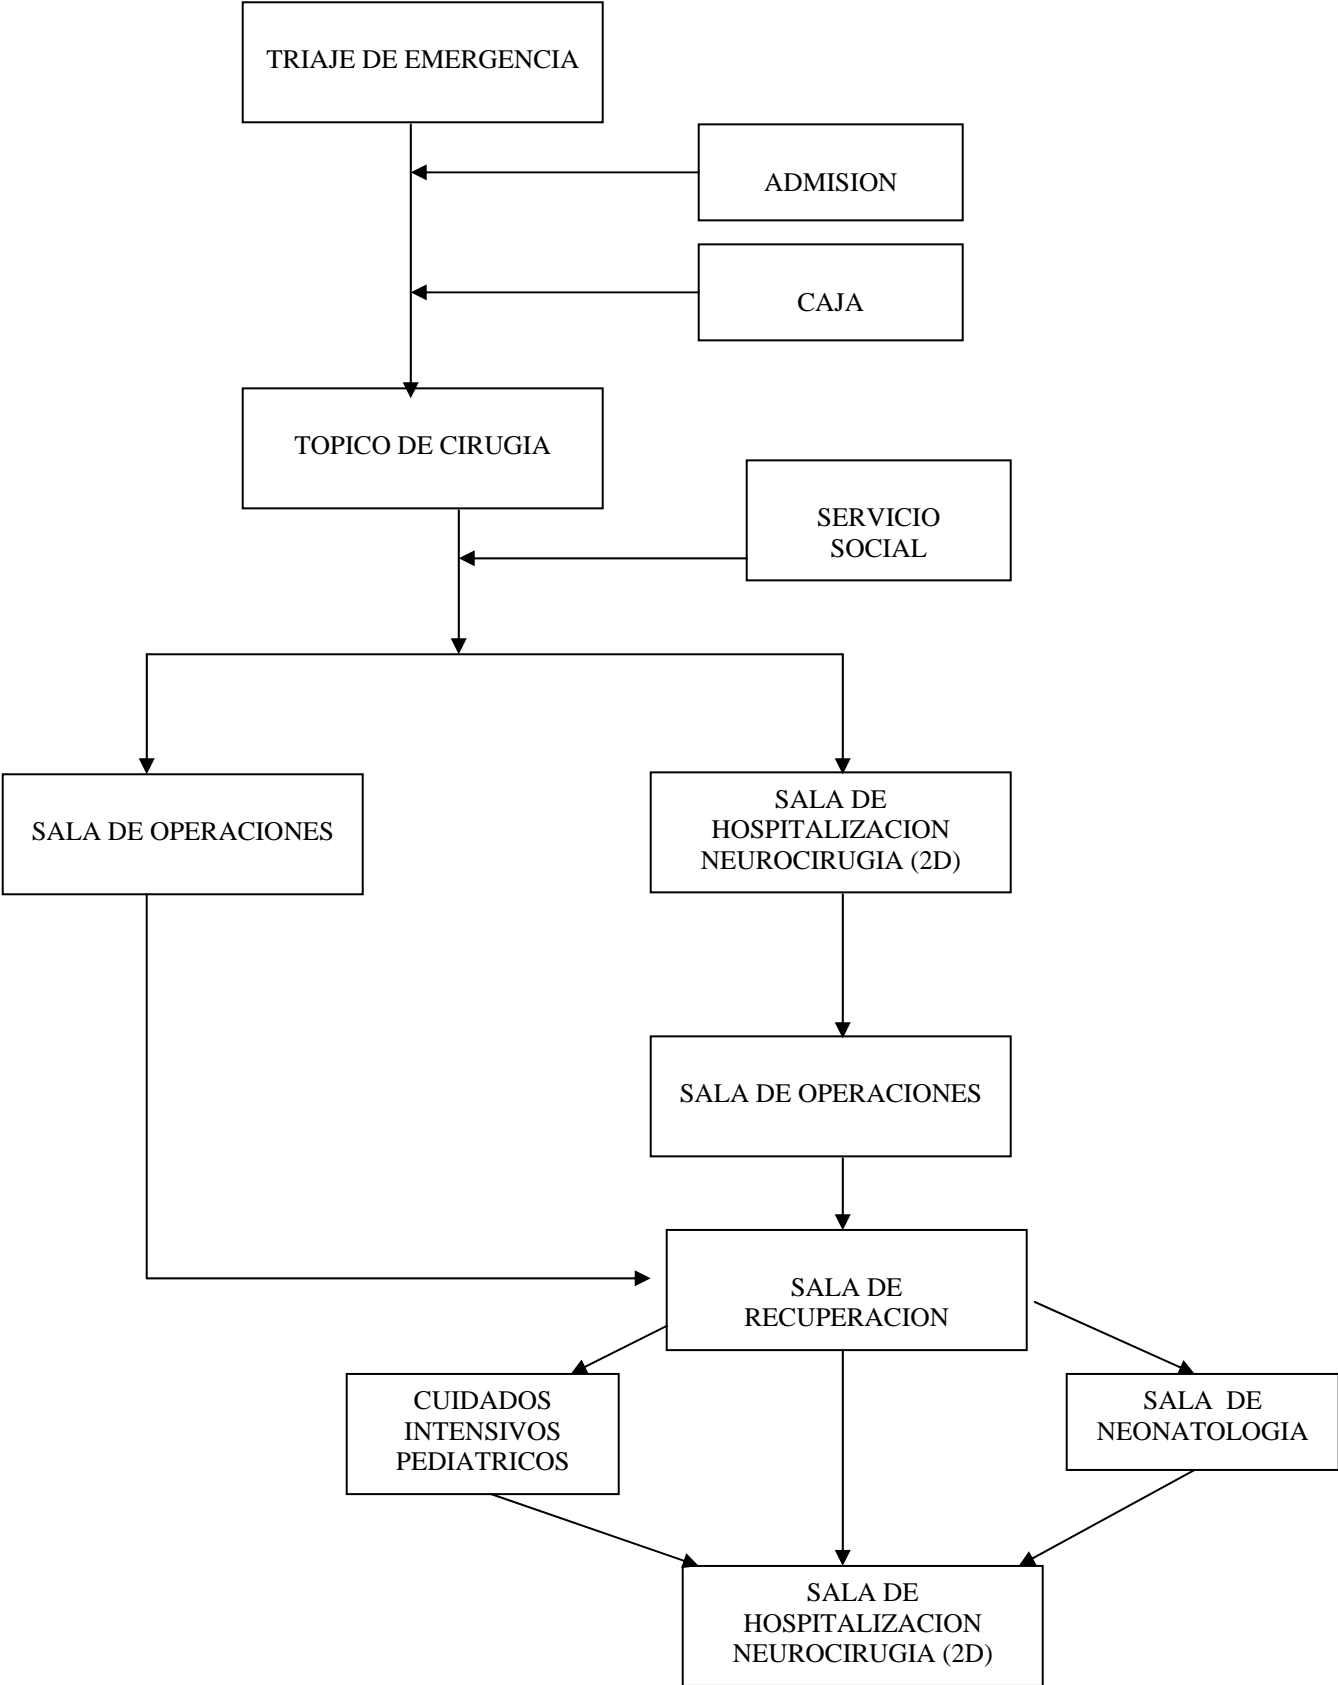 TRIAJE DE EMERGENCIA
ADMISION
CAJA
TOPICO DE CIRUGIA
SERVICIO
SOCIAL
SALA DE OPERACIONES
SALA DE
HOSPITALIZACION
NEUROCIRUGIA (2D)
SALA DE OPERACIONES
SALA DE
RECUPERACION
CUIDADOS
INTENSIVOS
PEDIATRICOS
SALA DE
NEONATOLOGIA
SALA DE
HOSPITALIZACION
NEUROCIRUGIA (2D)